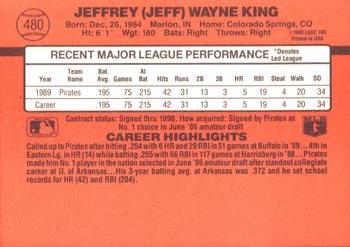 480
JEFFREY (JEFF) WAYNE KING
Born: Dec. 26, 1964 Marion, IN Home: Colorado Springs, CO
Ht: 6'1" Wgt: 180 Bats: Right Throws: Right
© 1989 LEAF, INC.
Printed in U.S.A.
RECENT MAJOR LEAGUE PERFORMANCE *Denotes Led League
Year Team Name Bat. Avg. Games At Bat Hits Runs 2B 3B HR RBI Steal Walk SO
1989 Pirates .195 75 215 42 31 13 3 5 19 4 20 34
Career .195 75 215 42 31 13 3 5 19 4 20 34
Contract status: Signed thru 1990. How acquired: Signed by Pirates as
No. 1 choice in June '86 amateur draft
CAREER HIGHLIGHTS
Called up to Pirates after batting .254 with 6 HR and 29 RBI in 51 games at Buffalo in '89... 4th in
Eastern Lg. in HR (14) while batting .255 with 66 RBI in 117 games at Harrisburg in '88... Pirates
made him 1st player selected in June '86 amateur draft after standout collegiate
career at U. of Arkansas... His 3-year batting avg. at Arkansas was .372 and he set school records
for HR (42) and RBI (204).